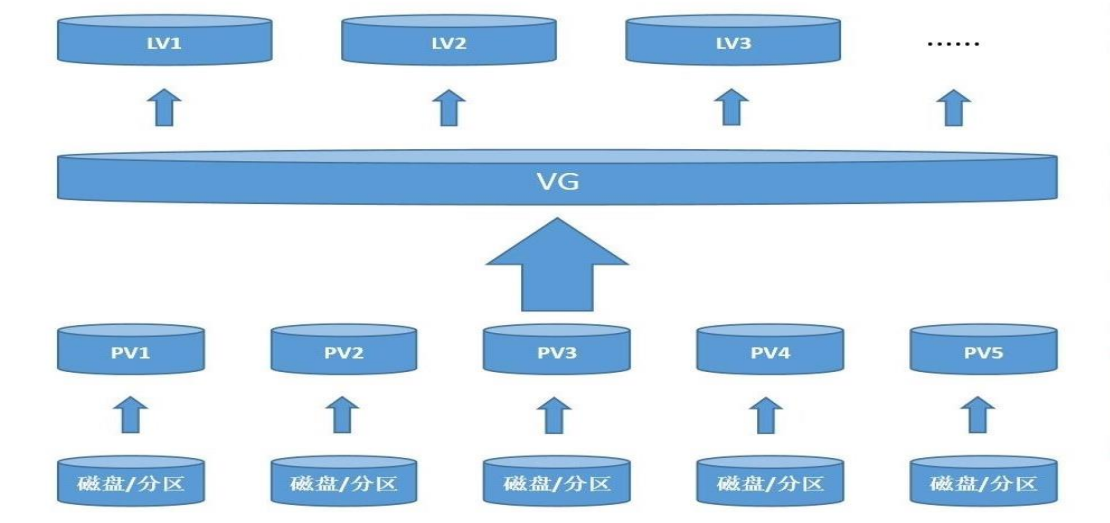 LV1 LV2 LV3 ......
VG
PV1 PV2 PV3 PV4 PV5
磁盘/分区 磁盘/分区 磁盘/分区 磁盘/分区 磁盘/分区